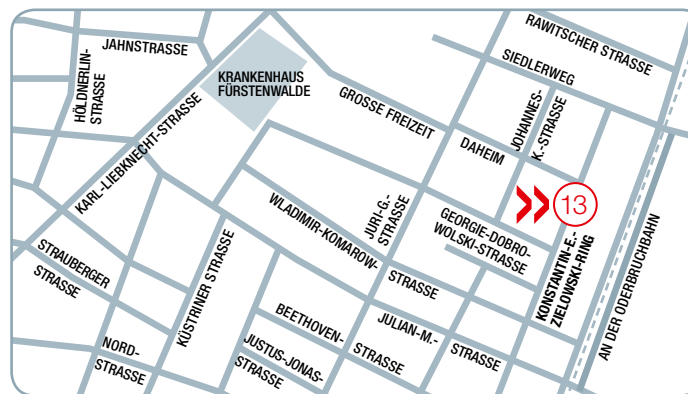 RAWITSCHER STRASSE
JAHNSTRASSE
SIEDLERWEG
HÖLDNERLIN-
STRASSE
KRANKENHAUS
FÜRSTENWALDE
GROSSE FREIZEIT
JOHANNES-
K.-STRASSE
DAHEIM
KARL-LIEBKNECHT-STRASSE
13
WLADIMIR-KOMAROW-
STRASSE
JURI-G.-
STRASSE
GEORGIE-DOBRO-
WOLSKI-STRASSE
KONSTANTIN-E.-
ZIELOWSKI-RING
AN DER ODERBRUCHBAHN
STRAUBERGER
STRASSE
KÜSTRINER STRASSE
BEETHOVEN-
STRASSE
JULIAN-M.-
STRASSE
NORD-
STRASSE
JUSTUS-JONAS-
STRASSE